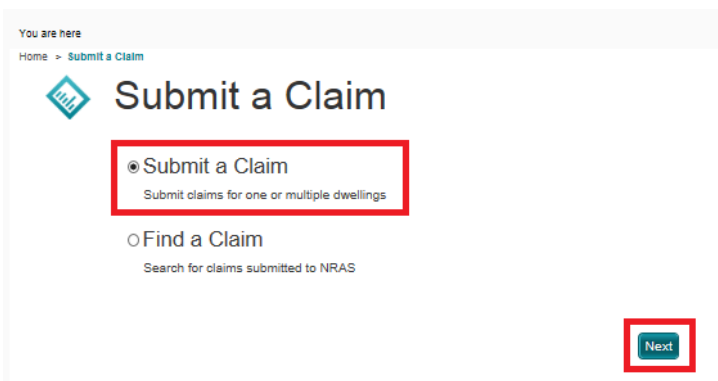 You are here
Home > Submit a Claim
Submit a Claim
Submit a Claim
Submit claims for one or multiple dwellings
Find a Claim
Search for claims submitted to NRAS
Next